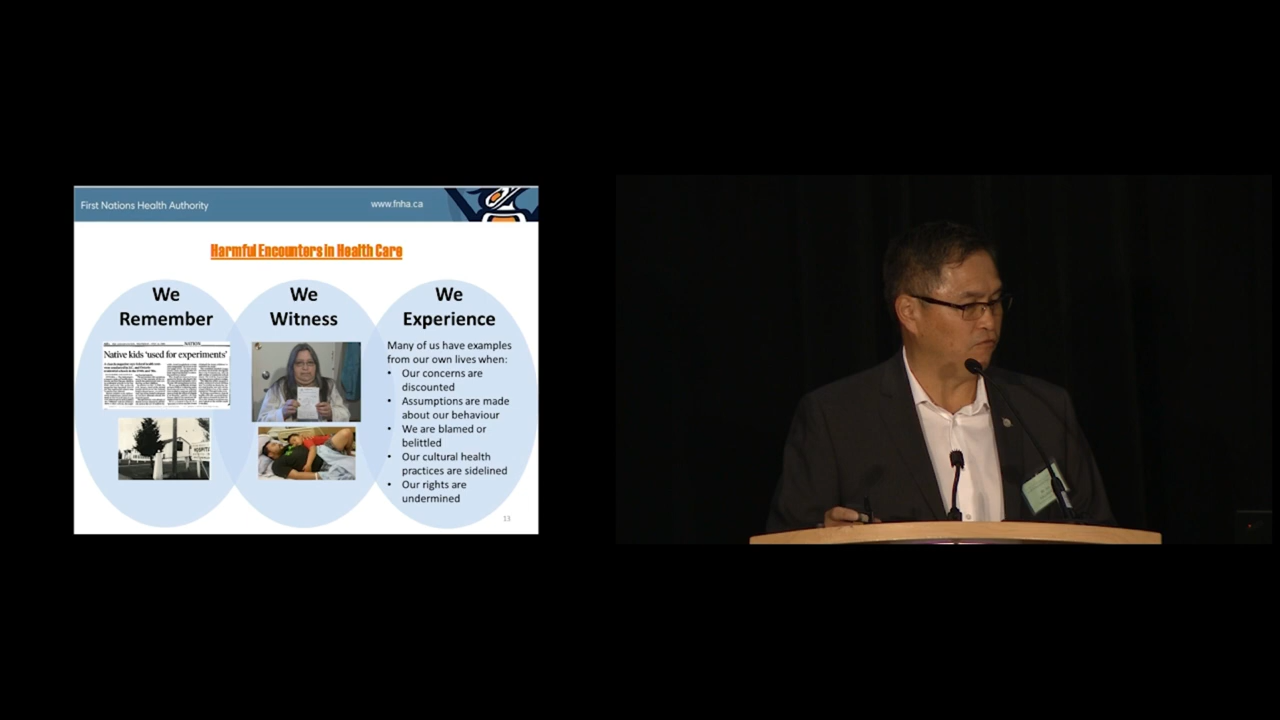 First Nations Health Authority
www.fnha.ca
Harmful Encounters in Health Care
We
Remember
Native kids 'used for experiments'
We
Witness
We
Experience
Many of us have examples
from our own lives when:
• Our concerns are
discounted
• Assumptions are made
about our behaviour
• We are blamed or
belittled
• Our cultural health
practices are sidelined
• Our rights are
undermined
13